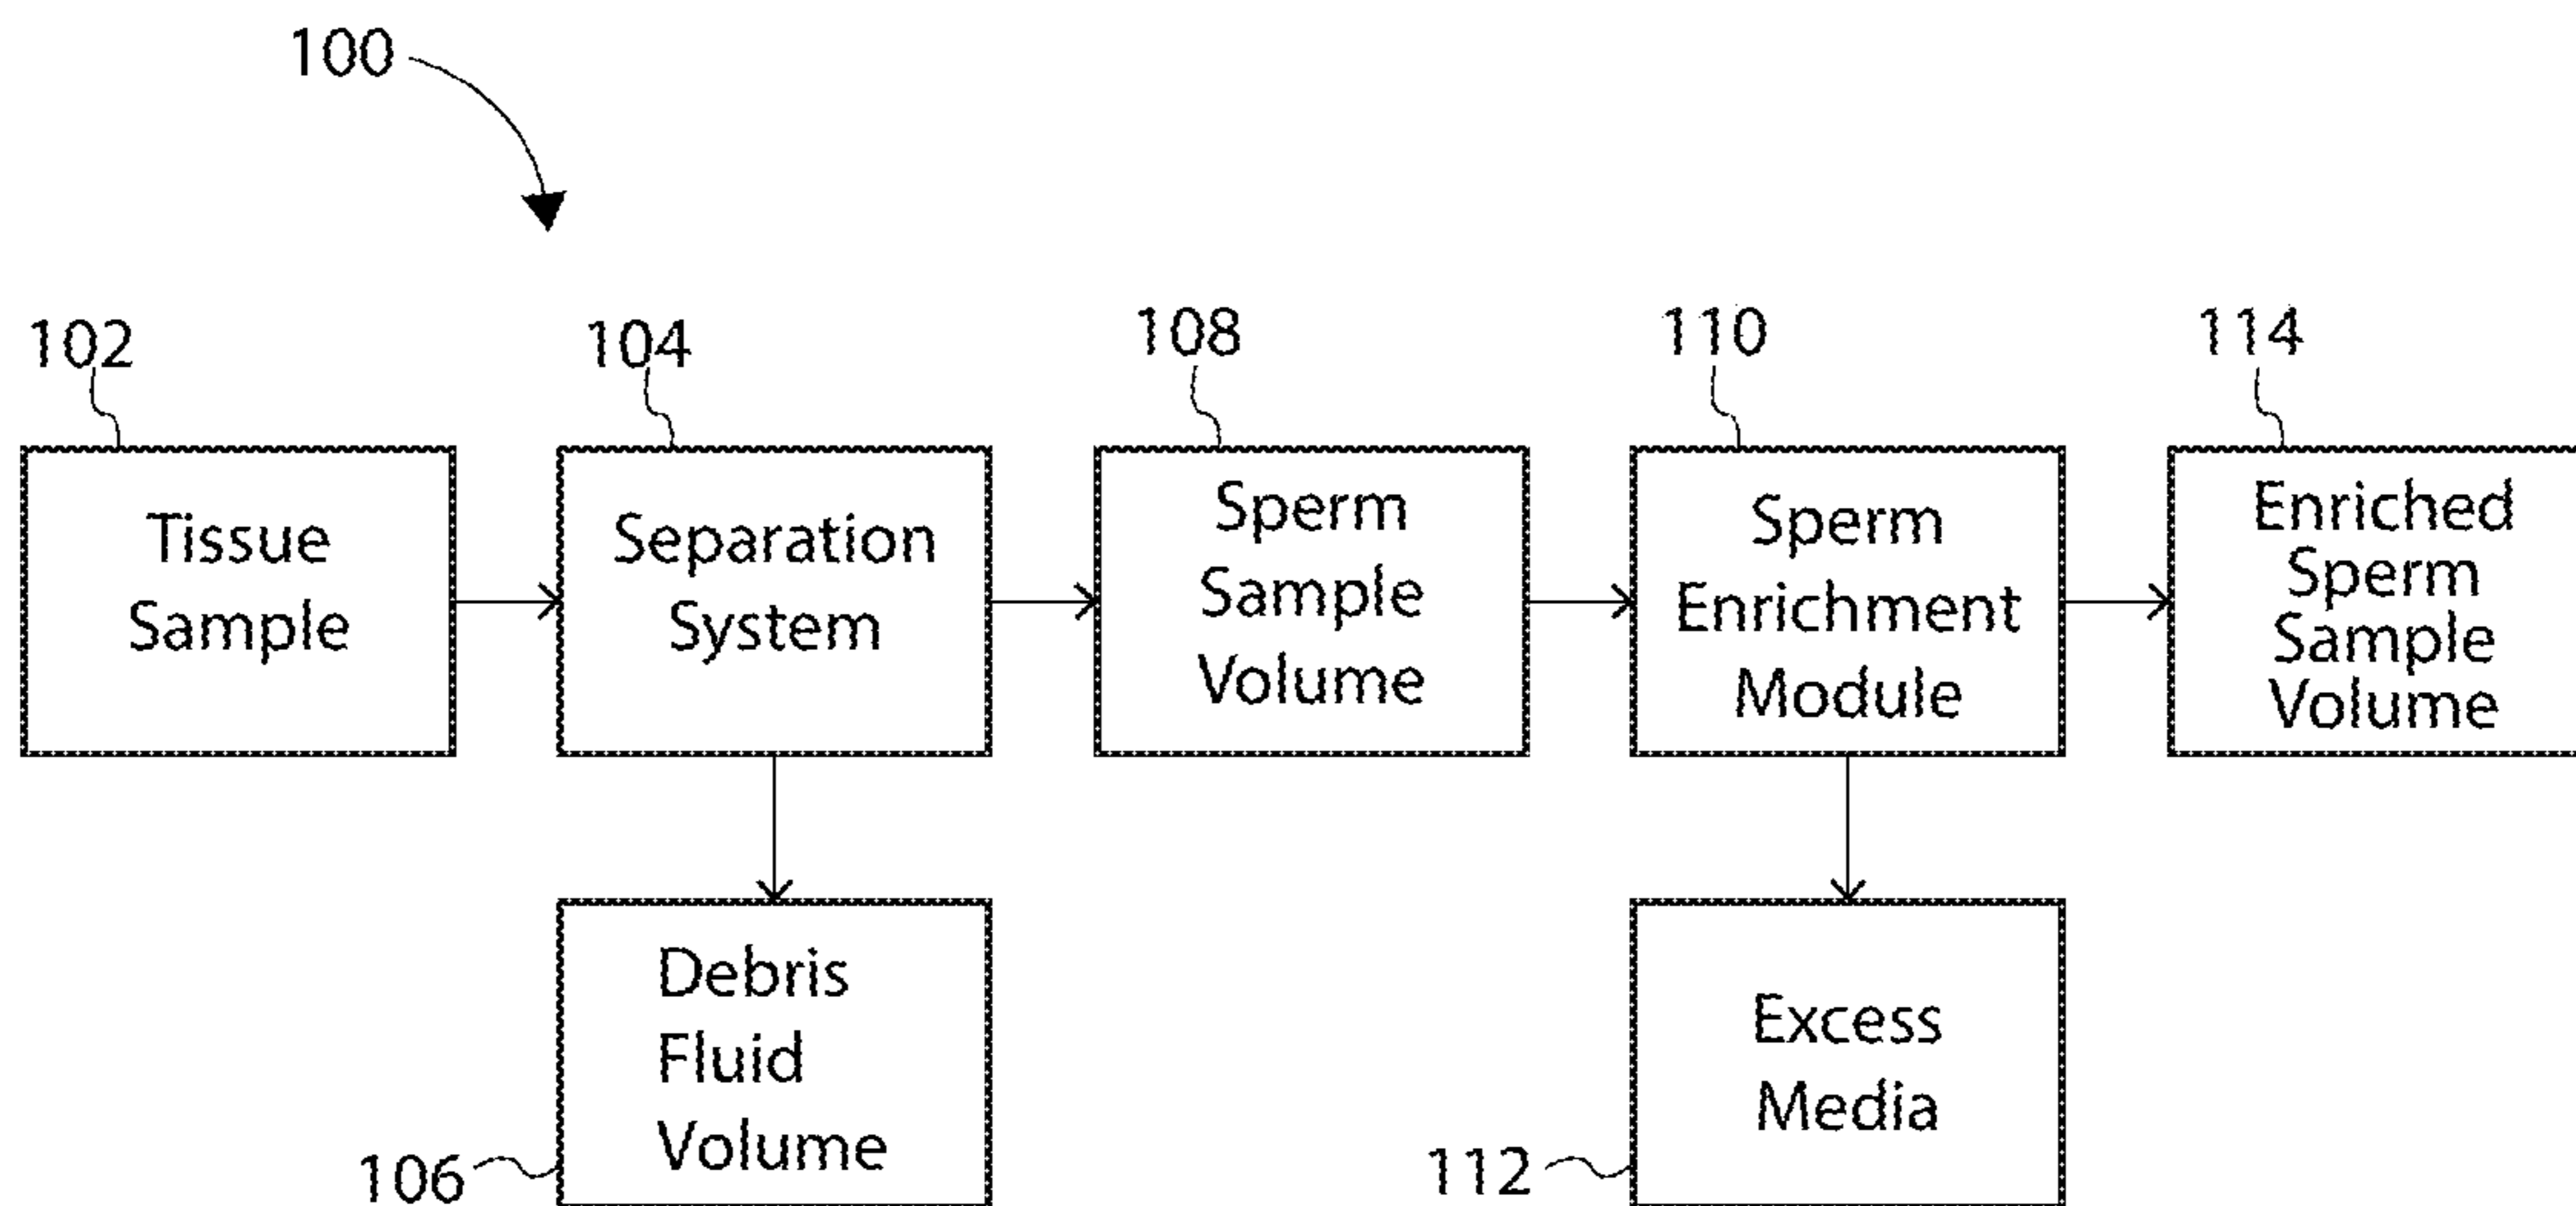 100
102
104
108
110
114
Tissue
Sample
Separation
System
Sperm
Sample
Volume
Sperm
Enrichment
Module
Enriched
Sperm
Sample
Volume
Debris
Fluid
Volume
106
Excess
Media
112